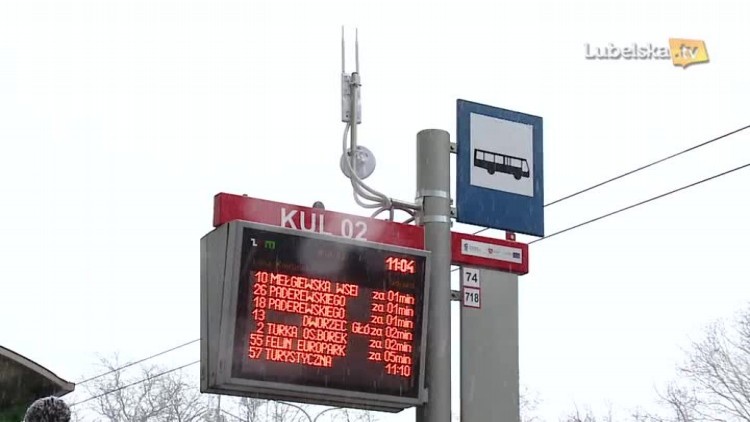 Lubelska.tv
KUL 02
11:04
10 MEŁGIEWSKA WSEI za 01min
26 PADEREWSKIEGO za 01min
18 PADEREWSKIEGO za 01min
13 DWORZEC GŁÓ za 02min
2 TURKA OS.BOREK za 02min
55 FELIN EUROPARK za 05min
57 TURYSTYCZNA 11:10
74
718